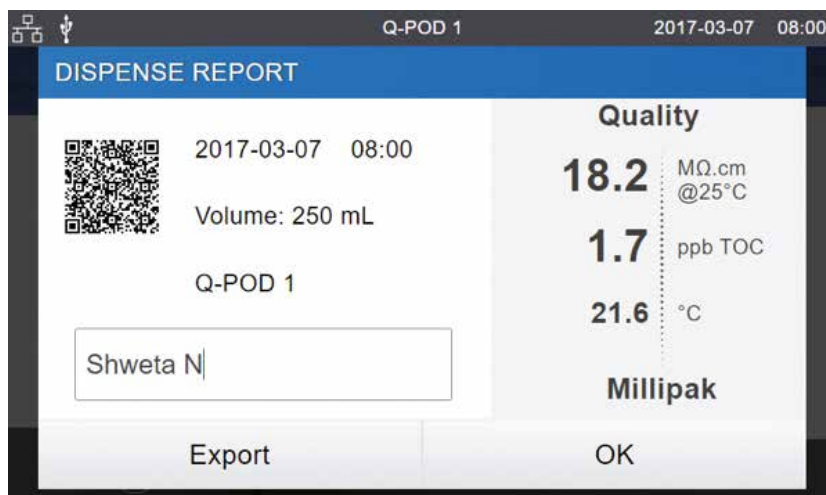 Q-POD 1 2017-03-07 08:00
DISPENSE REPORT
2017-03-07 08:00
Volume: 250 mL
Q-POD 1
Shweta N
Quality
18.2 MΩ.cm @25°C
1.7 ppb TOC
21.6 °C
Millipak
Export OK